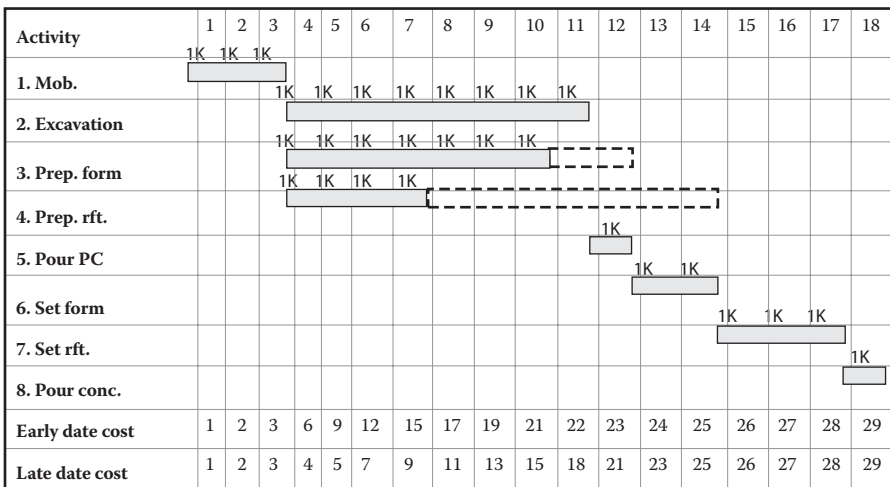 Activity 1 2 3 4 5 6 7 8 9 10 11 12 13 14 15 16 17 18
1K 1K 1K
1. Mob.
1K 1K 1K 1K 1K 1K 1K 1K
2. Excavation
1K 1K 1K 1K 1K 1K 1K
3. Prep. form
1K 1K 1K 1K
4. Prep. rft.
1K
5. Pour PC
1K 1K
6. Set form
1K 1K 1K
7. Set rft.
1K
8. Pour conc.
Early date cost 1 2 3 6 9 12 15 17 19 21 22 23 24 25 26 27 28 29
Late date cost 1 2 3 4 5 7 9 11 13 15 18 21 23 25 26 27 28 29